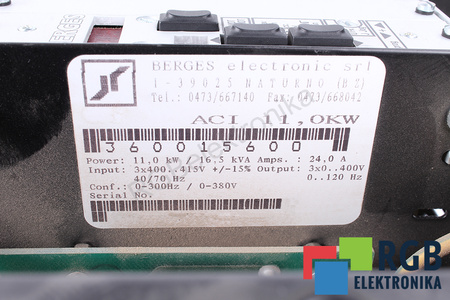 BERGES
BERGES electronic srl
I-39025 NATURNO (B.Z)
Tel.: 0473/667140 Fax: 0473/668042
ACI 1,0KW
360015600
Power: 11,0 kW / 16.5 kVA Amps.: 24,0 A
Input: 3x400..415V +/-15% Output: 3x0..400V
40/70 Hz 0..120 Hz
Conf.: 0-300Hz / 0-380V
Serial No.:
RGB
ELEKTRONIKA